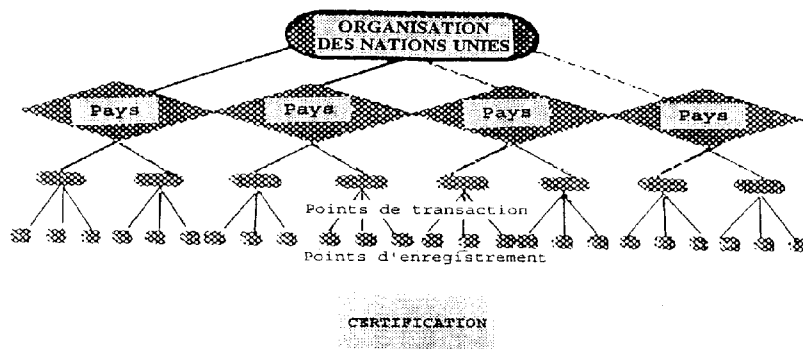 ORGANISATION
DES NATIONS UNIES
Pays Pays Pays Pays
Points de transaction
Points d'enregistrement
CERTIFICATION